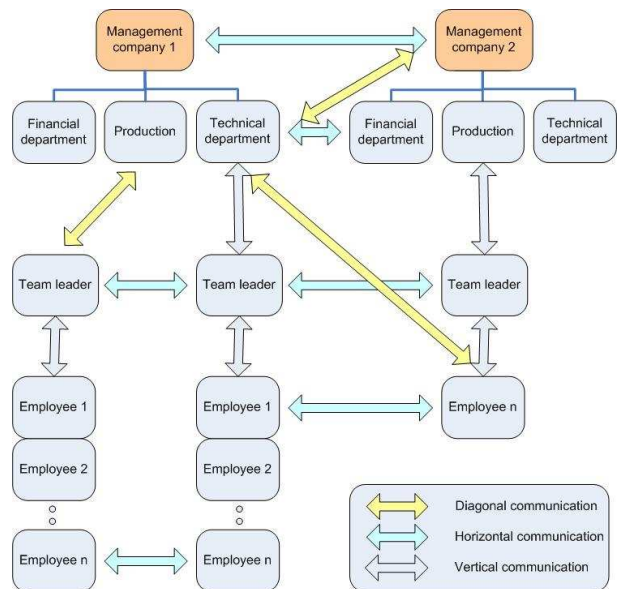 Management
company 1
Management
company 2
Financial
department
Production
Technical
department
Financial
department
Production
Technical
department
Team leader
Team leader
Team leader
Employee 1
Employee 1
Employee n
Employee 2
Employee 2
Employee n
Employee n
Diagonal communication
Horizontal communication
Vertical communication